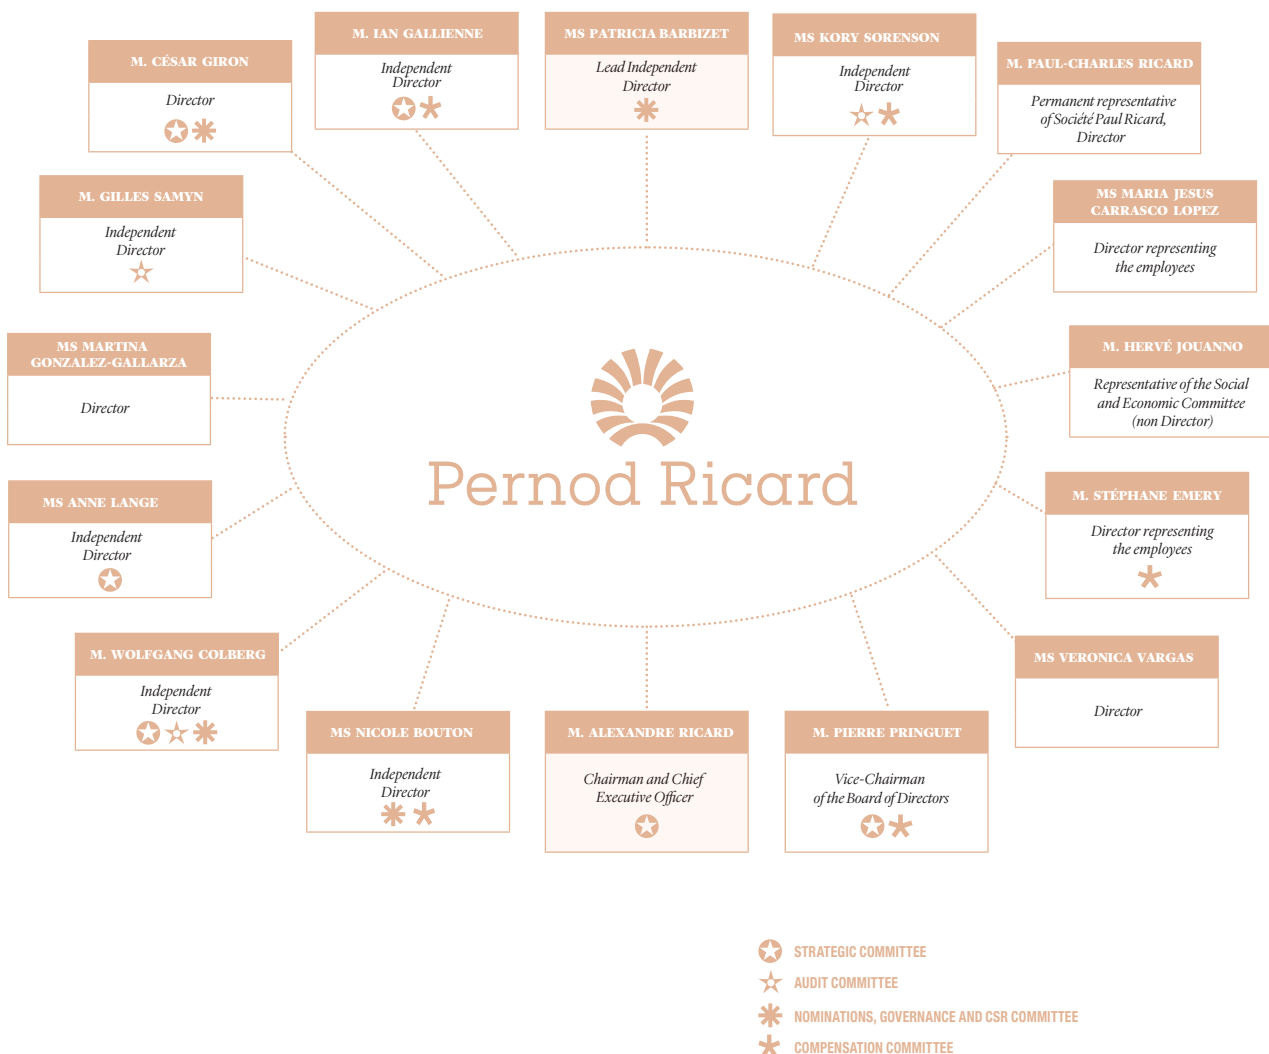 M. CÉSAR GIRON
Director
M. IAN GALLIENNE
Independent
Director
MS PATRICIA BARBIZET
Lead Independent
Director
MS KORY SORENSON
Independent
Director
M. PAUL-CHARLES RICARD
Permanent representative
of Société Paul Ricard,
Director
M. GILLES SAMYN
Independent
Director
MS MARIA JESUS
CARRASCO LOPEZ
Director representing
the employees
MS MARTINA
GONZALEZ-GALLARZA
Director
M. HERVÉ JOUANNO
Representative of the Social
and Economic Committee
(non Director)
Pernod Ricard
MS ANNE LANGE
Independent
Director
M. STÉPHANE EMERY
Director representing
the employees
M. WOLFGANG COLBERG
Independent
Director
MS VERONICA VARGAS
Director
MS NICOLE BOUTON
Independent
Director
M. ALEXANDRE RICARD
Chairman and Chief
Executive Officer
M. PIERRE PRINGUET
Vice-Chairman
of the Board of Directors
STRATEGIC COMMITTEE
AUDIT COMMITTEE
NOMINATIONS, GOVERNANCE AND CSR COMMITTEE
COMPENSATION COMMITTEE